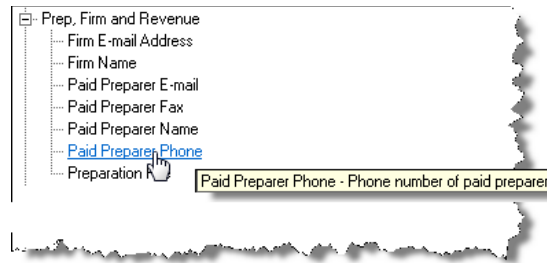 Prep, Firm and Revenue
Firm E-mail Address
Firm Name
Paid Preparer E-mail
Paid Preparer Fax
Paid Preparer Name
Paid Preparer Phone
Preparation
Paid Preparer Phone - Phone number of paid preparer